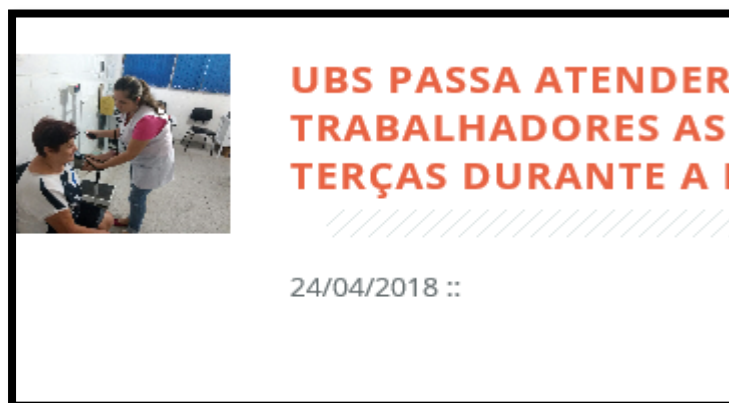 UBS PASSA ATENDER
TRABALHADORES AS
TERÇAS DURANTE A
24/04/2018 ::